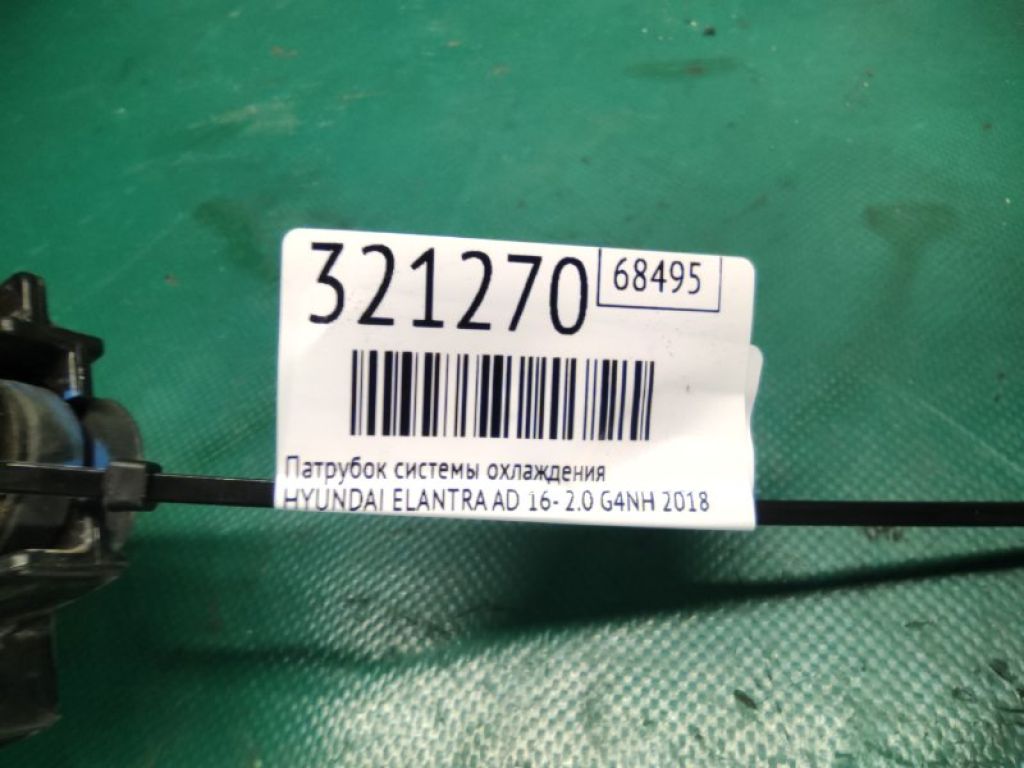 321270
68495
Патрубок системы охлаждения
HYUNDAI ELANTRA AD 16- 2.0 G4NH 2018